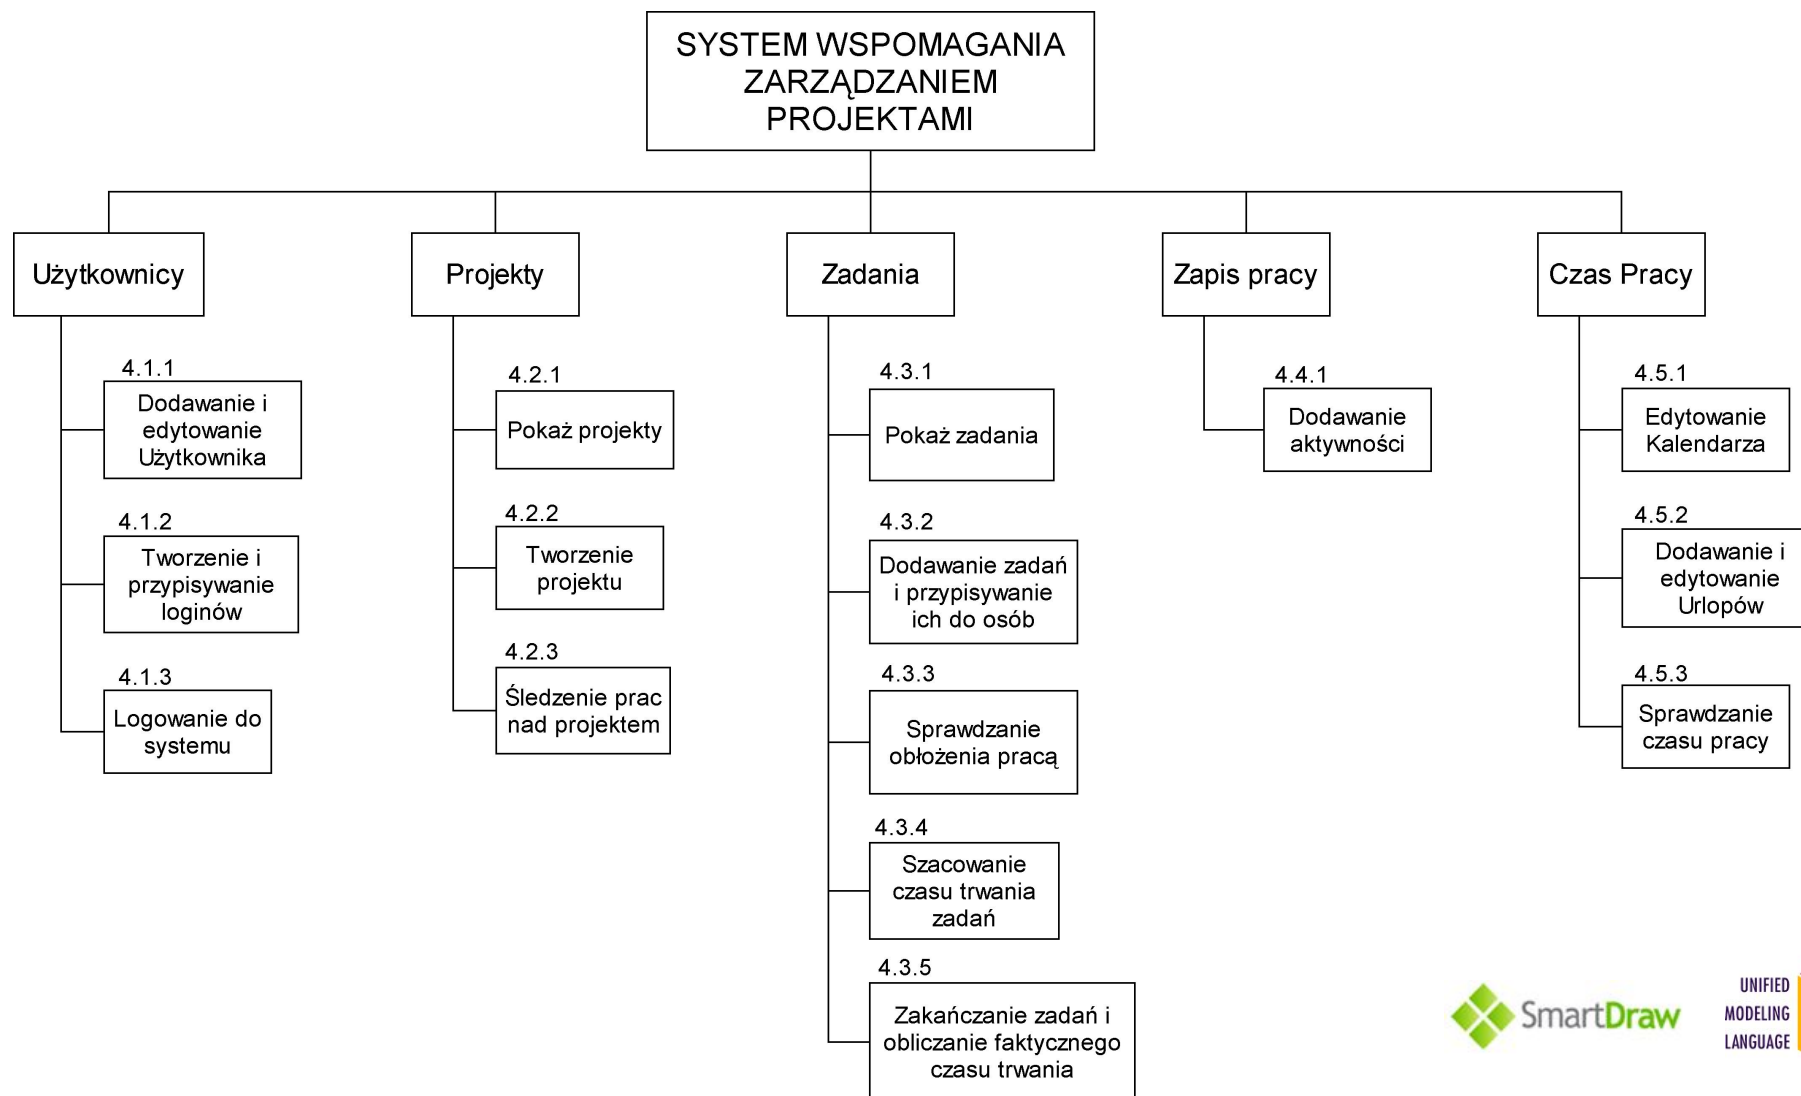 SYSTEM WSPOMAGANIA
ZARZĄDZANIEM
PROJEKTAMI
Użytkownicy
4.1.1
Dodawanie i
edytowanie
Użytkownika
4.1.2
Tworzenie i
przypisywanie
loginów
4.1.3
Logowanie do
systemu
Projekty
4.2.1
Pokaż projekty
4.2.2
Tworzenie
projektu
4.2.3
Śledzenie prac
nad projektem
Zadania
4.3.1
Pokaż zadania
4.3.2
Dodawanie zadań
i przypisywanie
ich do osób
4.3.3
Sprawdzanie
obłożenia pracą
4.3.4
Szacowanie
czasu trwania
zadań
4.3.5
Zakańczanie zadań i
obliczanie faktycznego
czasu trwania
Zapis pracy
4.4.1
Dodawanie
aktywności
Czas Pracy
4.5.1
Edytowanie
Kalendarza
4.5.2
Dodawanie i
edytowanie
Urlopów
4.5.3
Sprawdzanie
czasu pracy
SmartDraw
UNIFIED
MODELING
LANGUAGE